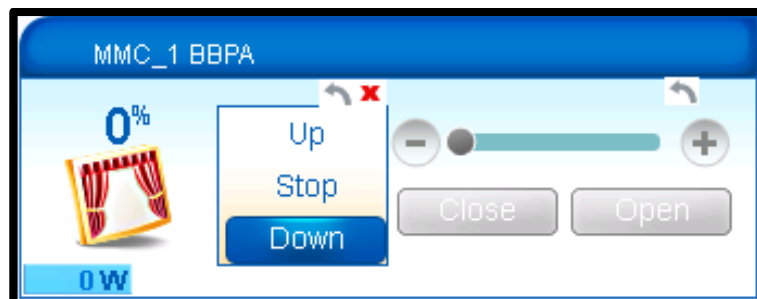 MMC_1 BBPA
0%
Up
Stop
Down
Close
Open
0 W